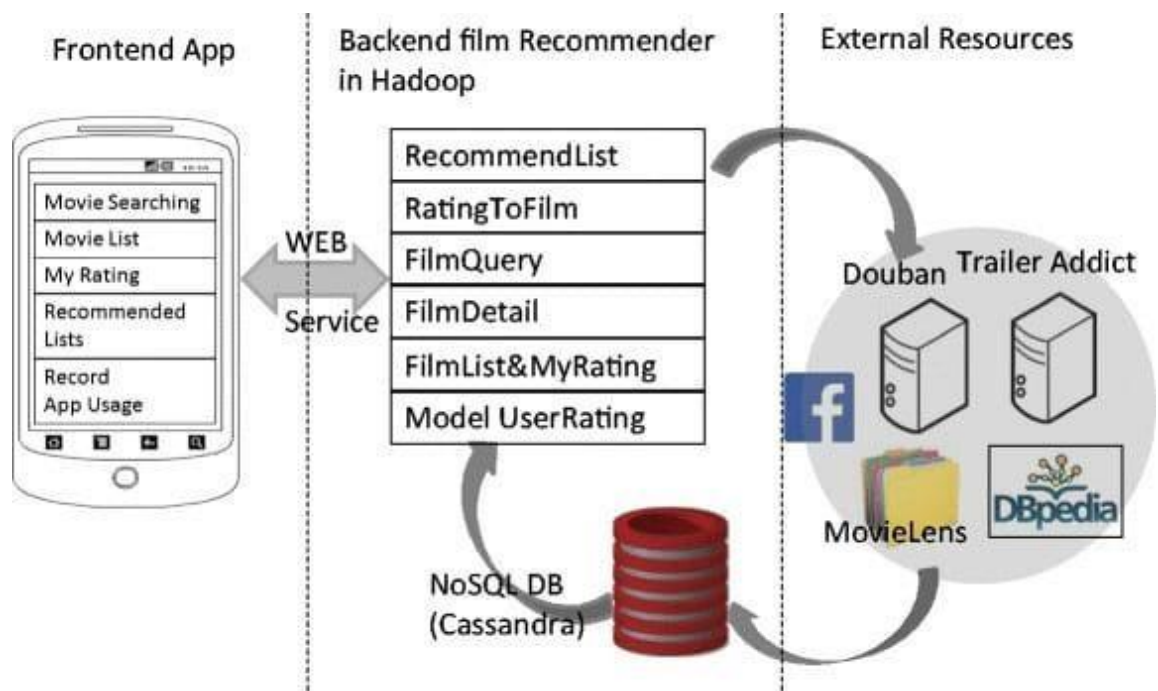 Frontend App
Backend film Recommender
in Hadoop
External Resources
Movie Searching
Movie List
My Rating
Recommended
Lists
Record
App Usage
WEB
Service
RecommendList
RatingToFilm
FilmQuery
FilmDetail
FilmList&MyRating
Model UserRating
NoSQL DB
(Cassandra)
Douban
Trailer Addict
f
MovieLens
DBpedia